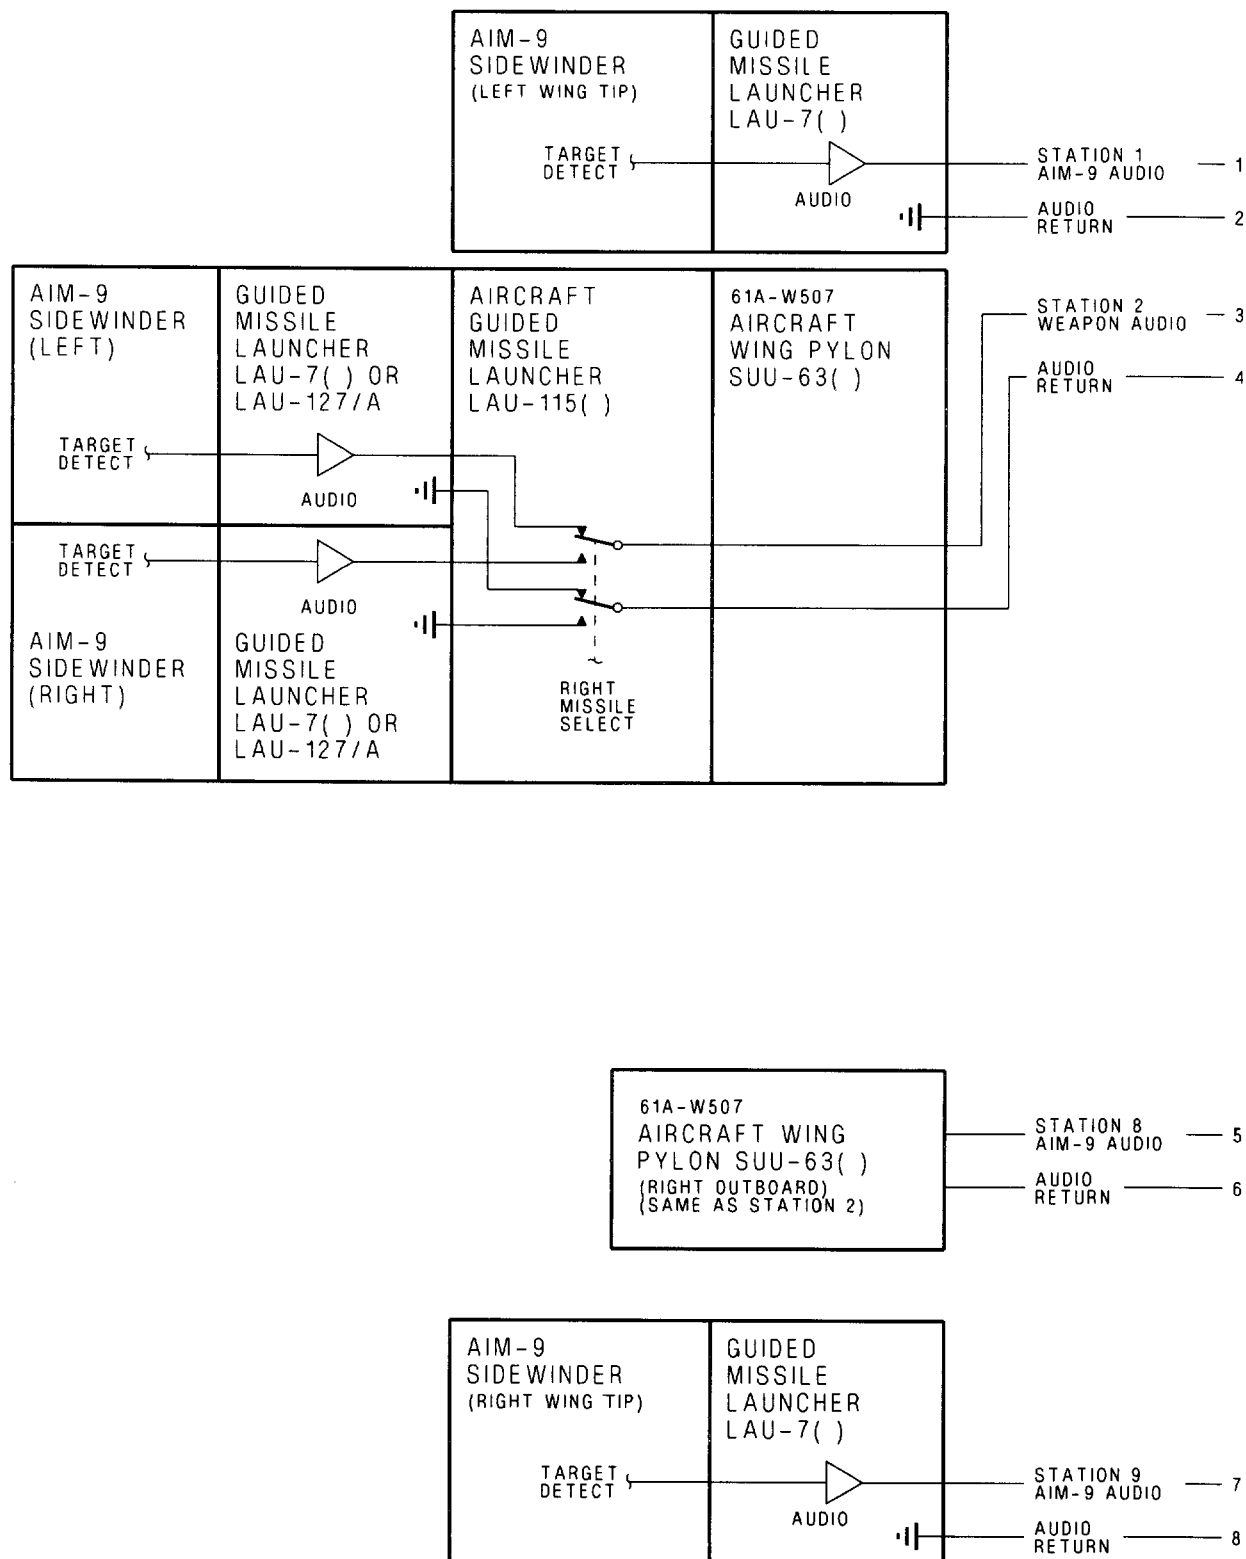 AIM-9
SIDEWINDER
(LEFT WING TIP)
TARGET
DETECT
GUIDED
MISSILE
LAUNCHER
LAU-7( )
AUDIO
STATION 1
AIM-9 AUDIO
1
AUDIO
RETURN
2
AIM-9
SIDEWINDER
(LEFT)
TARGET
DETECT
GUIDED
MISSILE
LAUNCHER
LAU-7( ) OR
LAU-127/A
AUDIO
AIRCRAFT
GUIDED
MISSILE
LAUNCHER
LAU-115( )
61A-W507
AIRCRAFT
WING PYLON
SUU-63( )
STATION 2
WEAPON AUDIO
3
AUDIO
RETURN
4
TARGET
DETECT
AIM-9
SIDEWINDER
(RIGHT)
AUDIO
GUIDED
MISSILE
LAUNCHER
LAU-7( ) OR
LAU-127/A
RIGHT
MISSILE
SELECT
61A-W507
AIRCRAFT WING
PYLON SUU-63( )
(RIGHT OUTBOARD)
(SAME AS STATION 2)
STATION 8
AIM-9 AUDIO
5
AUDIO
RETURN
6
AIM-9
SIDEWINDER
(RIGHT WING TIP)
TARGET
DETECT
GUIDED
MISSILE
LAUNCHER
LAU-7( )
AUDIO
STATION 9
AIM-9 AUDIO
7
AUDIO
RETURN
8